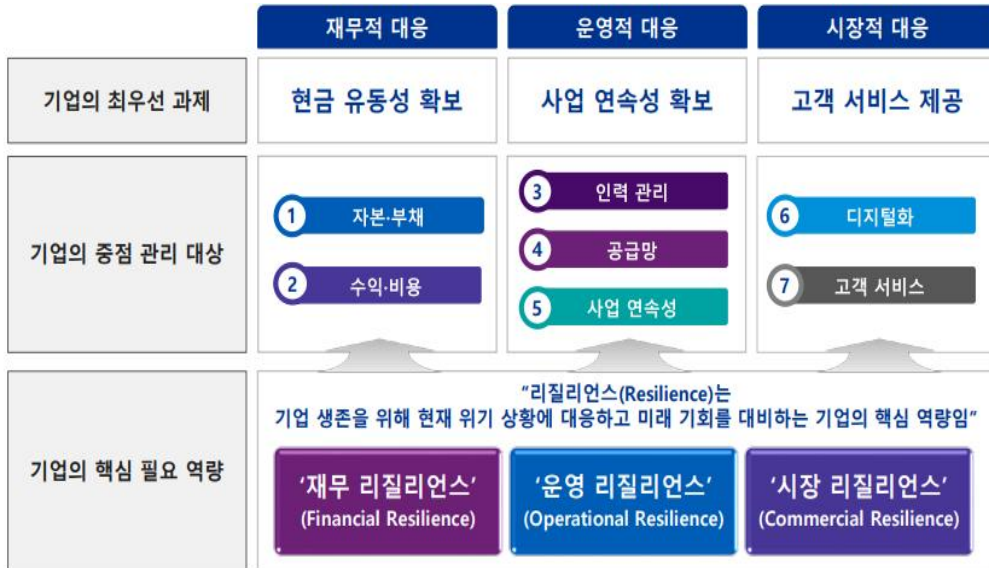 재무적 대응
운영적 대응
시장적 대응
기업의 최우선 과제
현금 유동성 확보
사업 연속성 확보
고객 서비스 제공
기업의 중점 관리 대상
1 자본·부채
2 수익·비용
3 인력 관리
4 공급망
5 사업 연속성
6 디지털화
7 고객 서비스
기업의 핵심 필요 역량
"리질리언스(Resilience)는
기업 생존을 위해 현재 위기 상황에 대응하고 미래 기회를 대비하는 기업의 핵심 역량임"
'재무 리질리언스'
(Financial Resilience)
'운영 리질리언스'
(Operational Resilience)
'시장 리질리언스'
(Commercial Resilience)